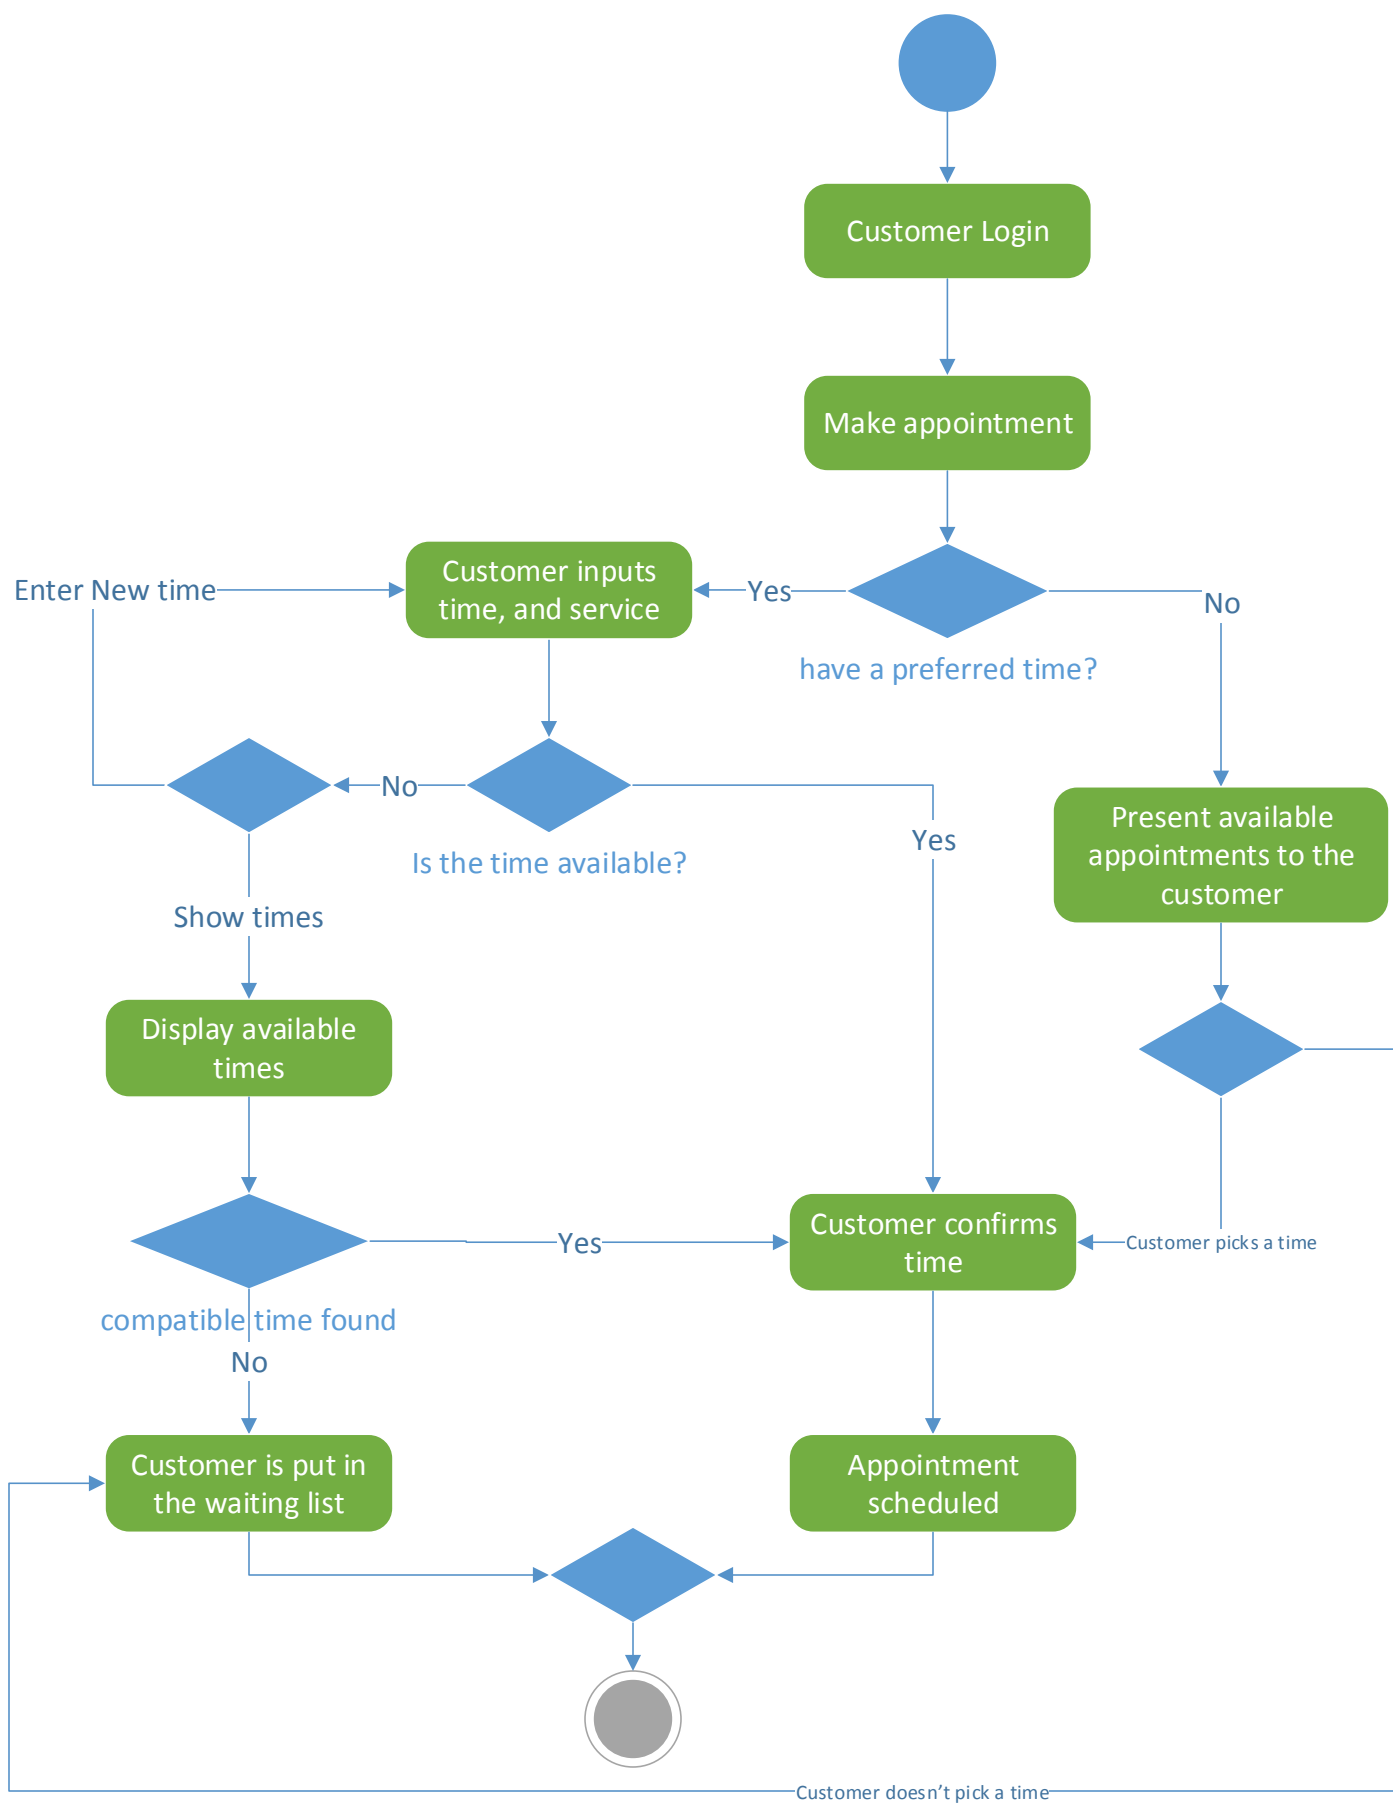 Customer Login
Make appointment
Customer inputs
time, and service
Enter New time
Yes
No
have a preferred time?
No
Is the time available?
Yes
Present available
appointments to the
customer
Show times
Display available
times
Customer confirms
time
Yes
Customer picks a time
compatible time found
No
Customer is put in
the waiting list
Appointment
scheduled
Customer doesn't pick a time